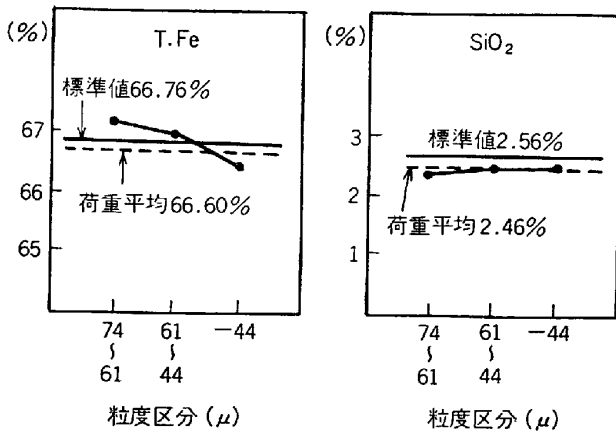 (%)
T.Fe
標準値66.76%
67
66
荷重平均66.60%
65
74 61 −44
〜 〜
61 44
粒度区分(μ)
(%)
SiO₂
3
標準値2.56%
2
荷重平均2.46%
1
74 61 −44
〜 〜
61 44
粒度区分(μ)